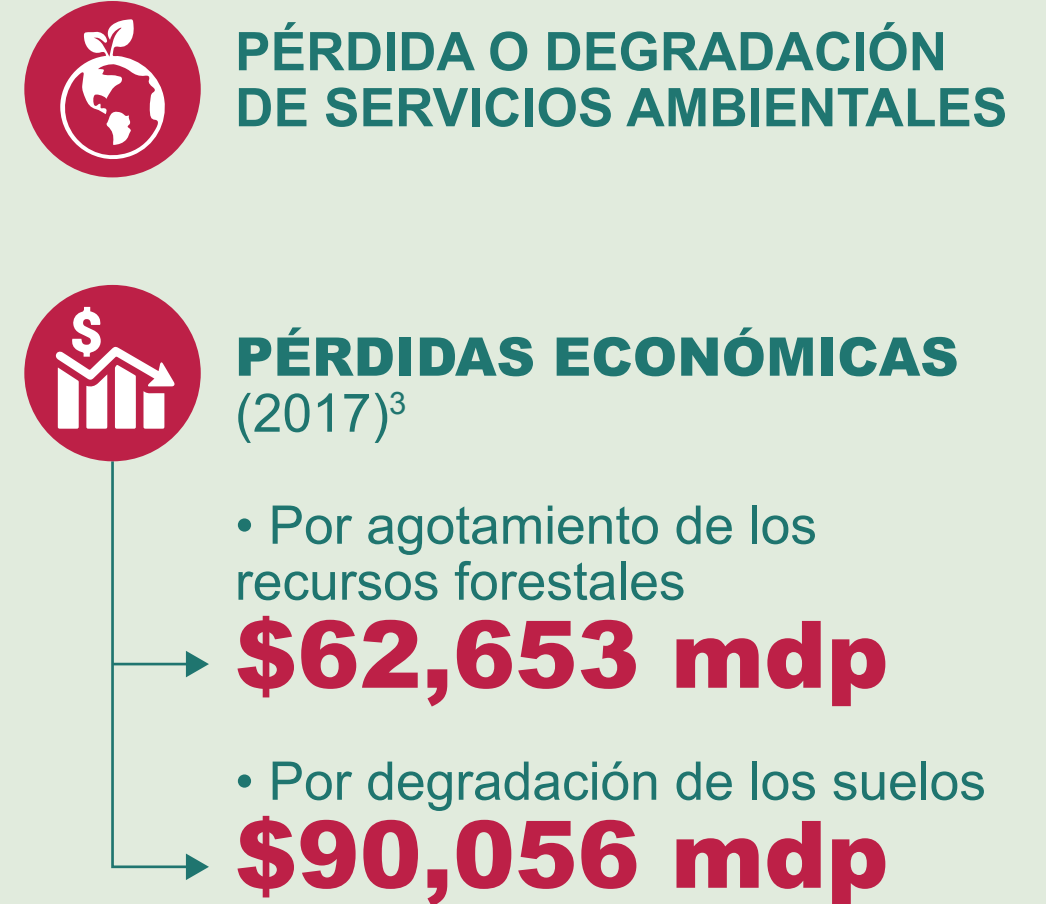 PÉRDIDA O DEGRADACIÓN
DE SERVICIOS AMBIENTALES
$
PÉRDIDAS ECONÓMICAS
(2017)³
• Por agotamiento de los
recursos forestales
$62,653 mdp
• Por degradación de los suelos
$90,056 mdp